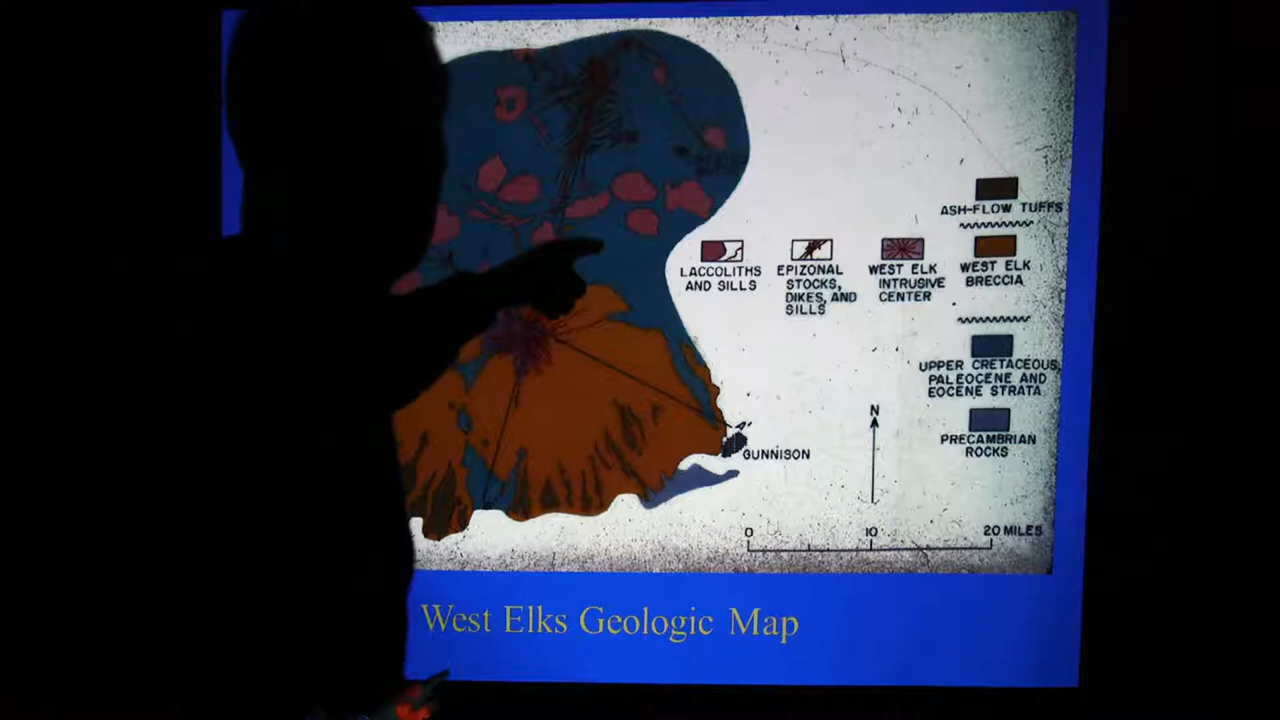 ASH-FLOW TUFFS
LACCOLITHS
AND SILLS
EPIZONAL
STOCKS,
DIKES, AND
SILLS
WEST ELK
INTRUSIVE
CENTER
WEST ELK
BRECCIA
UPPER CRETACEOUS,
PALEOCENE AND
EOCENE STRATA
PRECAMBRIAN
ROCKS
N
GUNNISON
0
10
20 MILES
West Elks Geologic Map